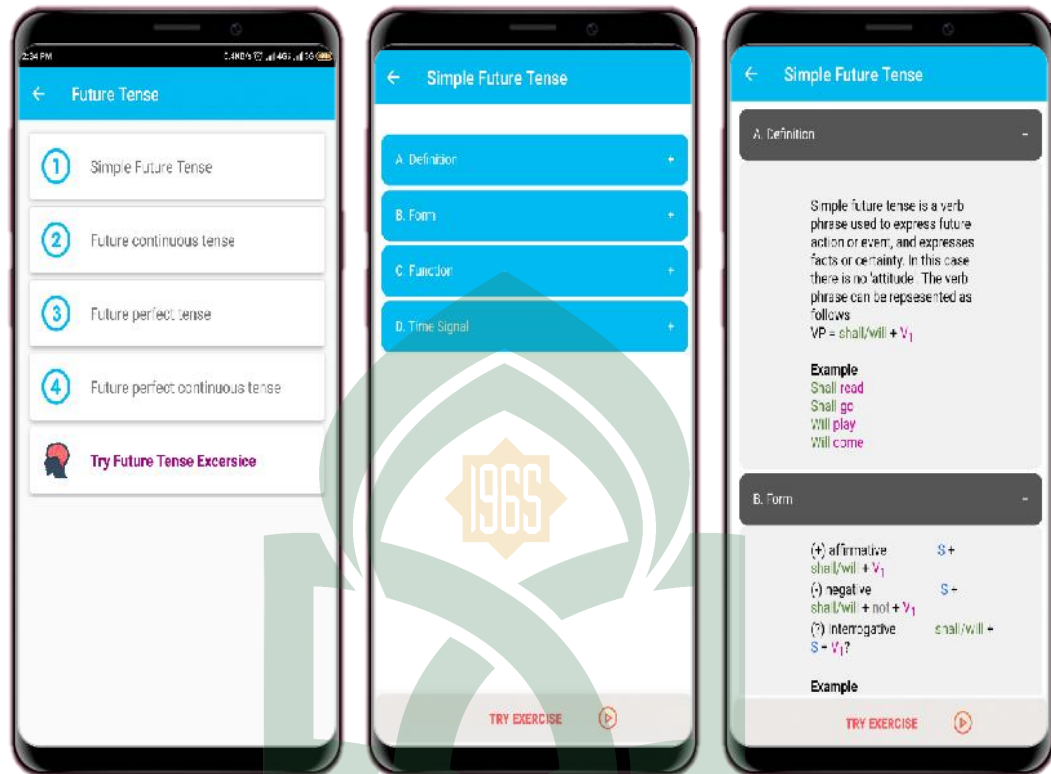 2:34 PM
Future Tense
1 Simple Future Tense
2 Future continuous tense
3 Future perfect tense
4 Future perfect continuous tense
Try Future Tense Excersice
Simple Future Tense
A. Definition +
B. Form +
C. Function +
D. Time Signal +
TRY EXERCISE
Simple Future Tense
A. Definition -
Simple future tense is a verb
phrase used to express future
action or event, and expresses
facts or certainty. In this case
there is no 'attitude'. The verb
phrase can be repsesented as
follows
VP = shall/will + V1
Example
Shall read
Shall go
Will play
Will come
B. Form -
(+) affirmative S +
shall/will + V1
(-) negative S +
shall/will + not + V1
(?) Interrogative shall/will +
S + V1?
Example
TRY EXERCISE
1965